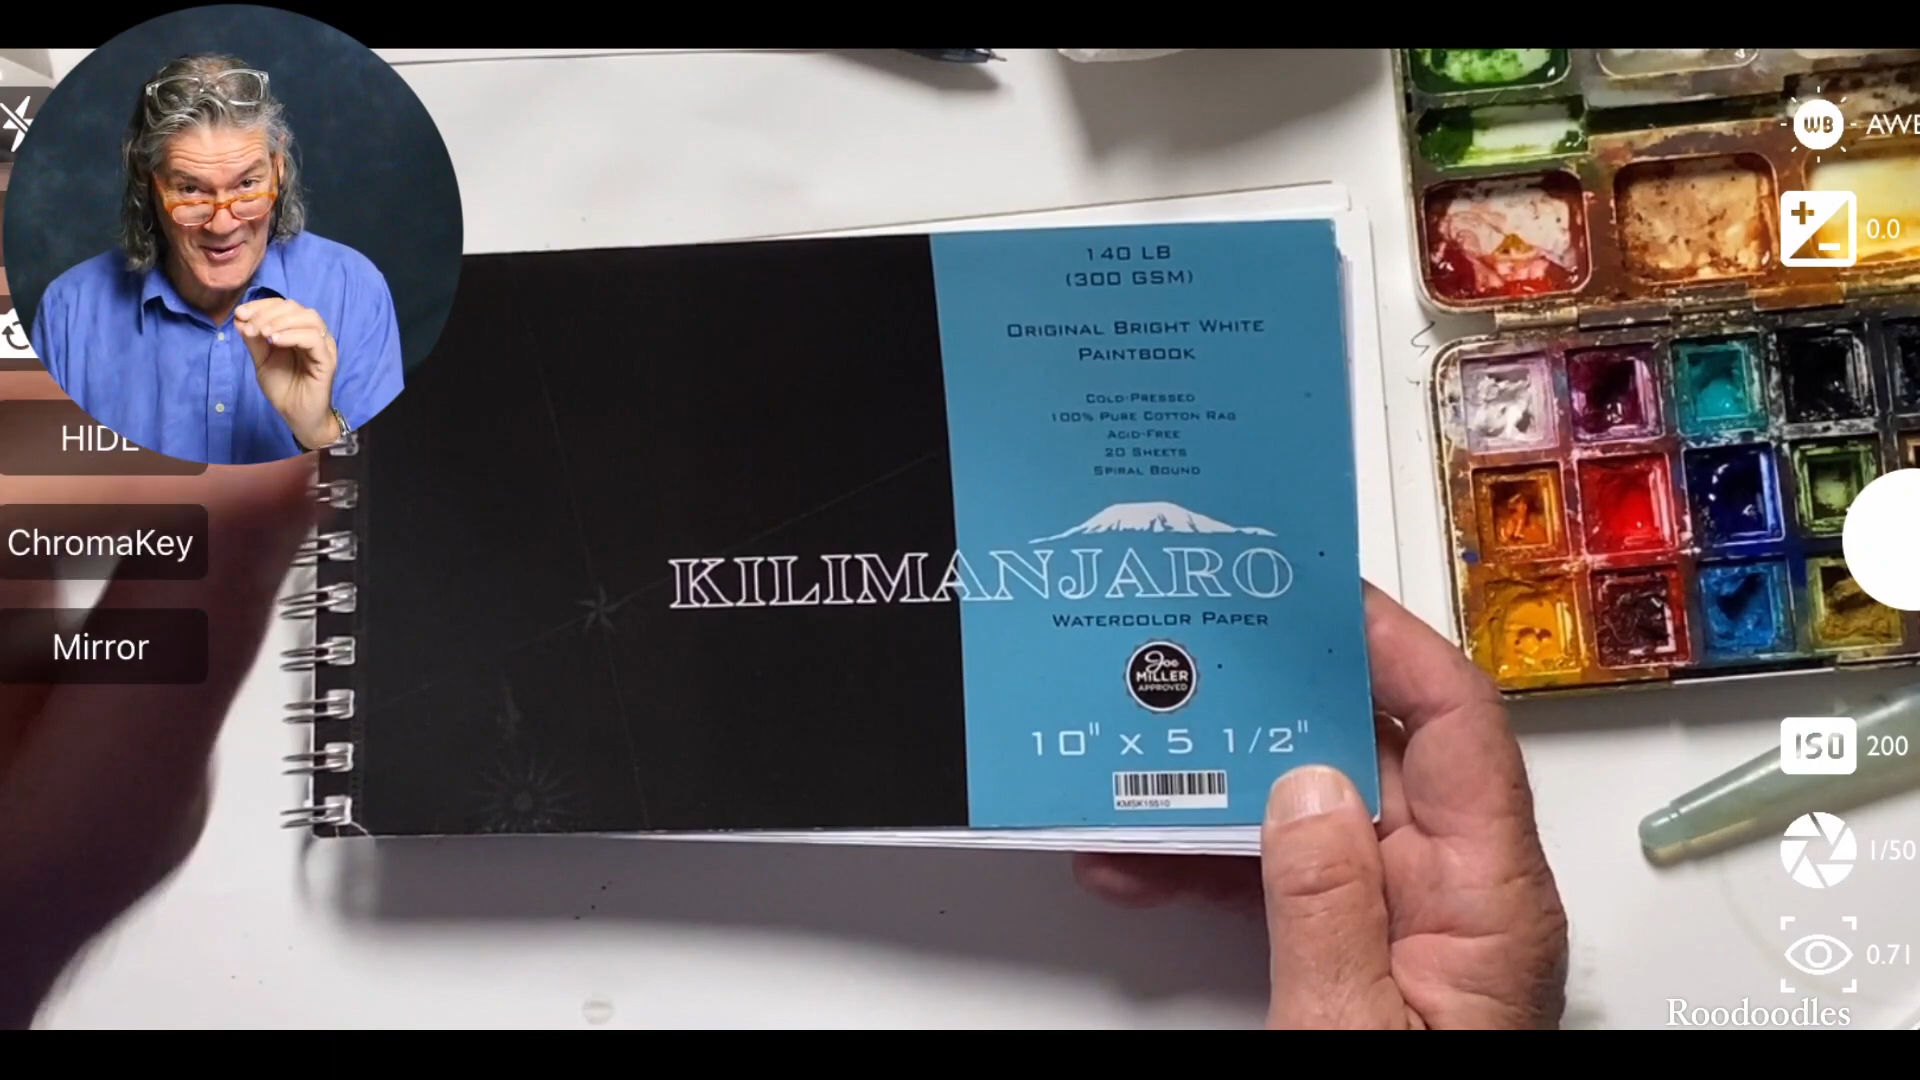 140 LB
(300 GSM)
ORIGINAL BRIGHT WHITE
PAINTBOOK
COLD-PRESSED
100% PURE COTTON RAG
ACID-FREE
20 SHEETS
SPIRAL BOUND
KILIMANJARO
WATERCOLOR PAPER
Joe
MILLER
APPROVED
10" x 5 1/2"
KMSK15510
HIDE
ChromaKey
Mirror
WB
0.0
ISO 200
1/50
0.71
Roodoodles